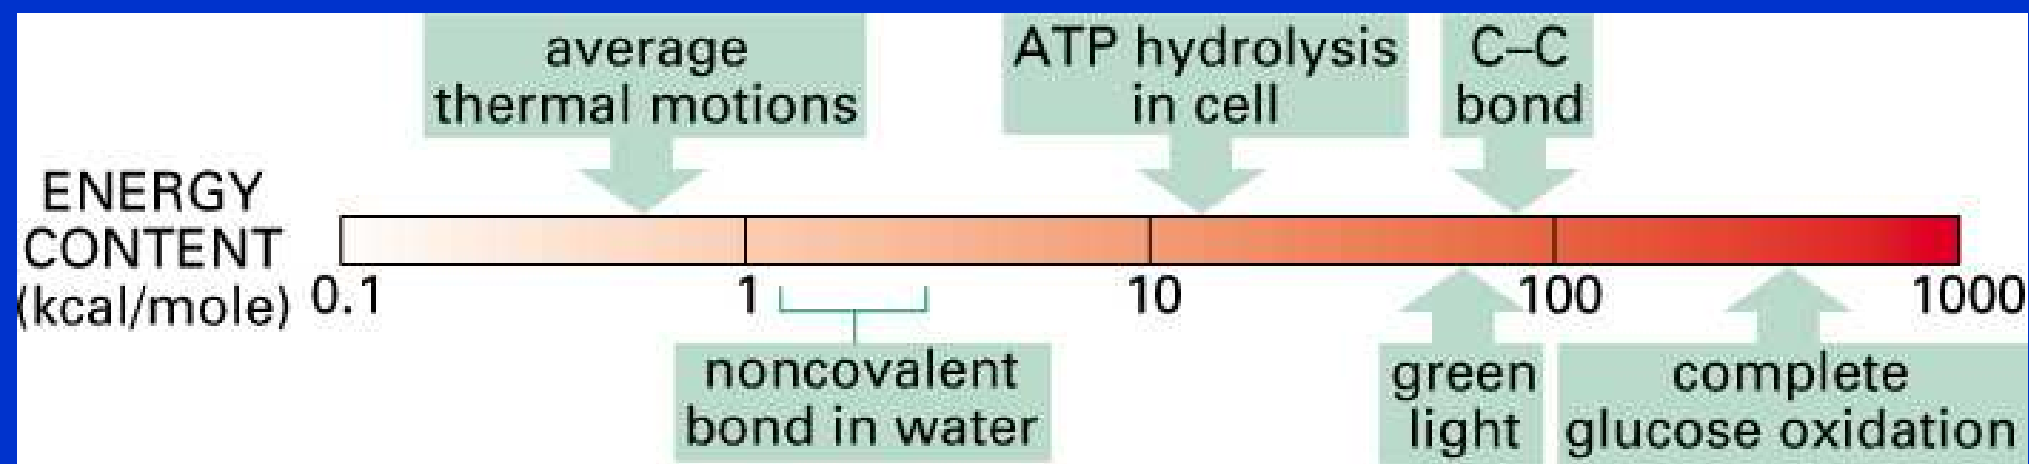 average
thermal motions
ATP hydrolysis
in cell
C–C
bond
ENERGY
CONTENT
(kcal/mole)
0.1
1
10
100
1000
noncovalent
bond in water
green
light
complete
glucose oxidation